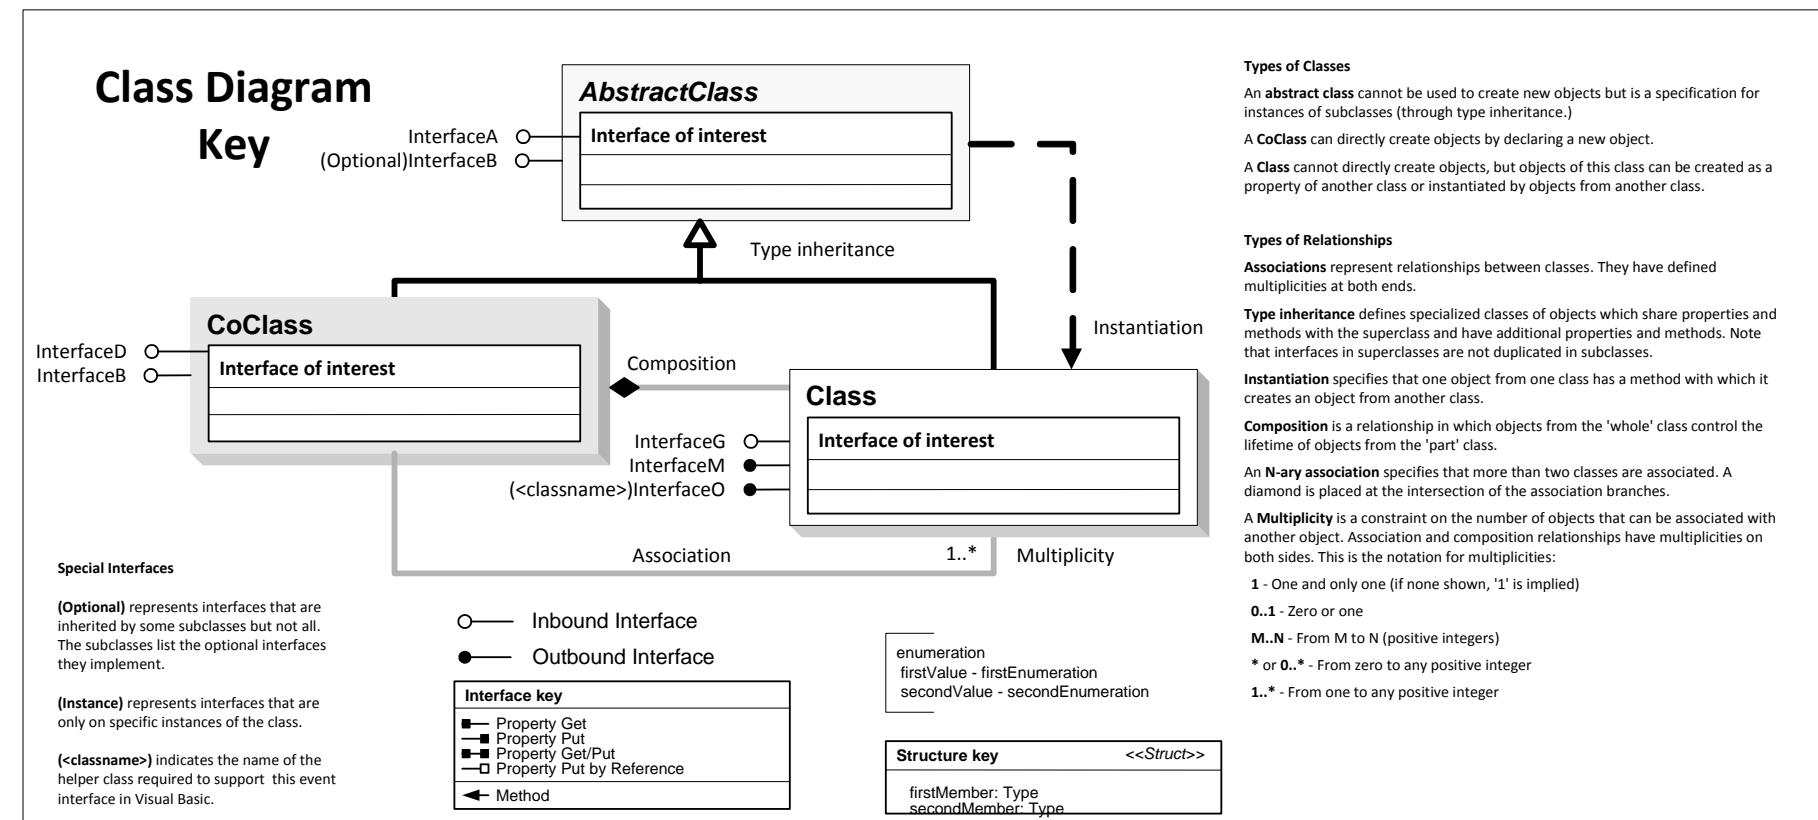 Class Diagram
Key
AbstractClass
Interface of interest
InterfaceA
(Optional)InterfaceB
Type inheritance
CoClass
Interface of interest
InterfaceD
InterfaceB
Composition
Instantiation
Class
Interface of interest
InterfaceG
InterfaceM
(<classname>)InterfaceO
Association
1..*
Multiplicity
Special Interfaces
(Optional) represents interfaces that are
inherited by some subclasses but not all.
The subclasses list the optional interfaces
they implement.
(Instance) represents interfaces that are
only on specific instances of the class.
(<classname>) indicates the name of the
helper class required to support this event
interface in Visual Basic.
Inbound Interface
Outbound Interface
Interface key
Property Get
Property Put
Property Get/Put
Property Put by Reference
Method
enumeration
firstValue - firstEnumeration
secondValue - secondEnumeration
Structure key <<Struct>>
firstMember: Type
secondMember: Type
Types of Classes
An abstract class cannot be used to create new objects but is a specification for
instances of subclasses (through type inheritance.)
A CoClass can directly create objects by declaring a new object.
A Class cannot directly create objects, but objects of this class can be created as a
property of another class or instantiated by objects from another class.
Types of Relationships
Associations represent relationships between classes. They have defined
multiplicities at both ends.
Type inheritance defines specialized classes of objects which share properties and
methods with the superclass and have additional properties and methods. Note
that interfaces in superclasses are not duplicated in subclasses.
Instantiation specifies that one object from one class has a method with which it
creates an object from another class.
Composition is a relationship in which objects from the 'whole' class control the
lifetime of objects from the 'part' class.
An N-ary association specifies that more than two classes are associated. A
diamond is placed at the intersection of the association branches.
A Multiplicity is a constraint on the number of objects that can be associated with
another object. Association and composition relationships have multiplicities on
both sides. This is the notation for multiplicities:
1 - One and only one (if none shown, '1' is implied)
0..1 - Zero or one
M..N - From M to N (positive integers)
* or 0..* - From zero to any positive integer
1..* - From one to any positive integer